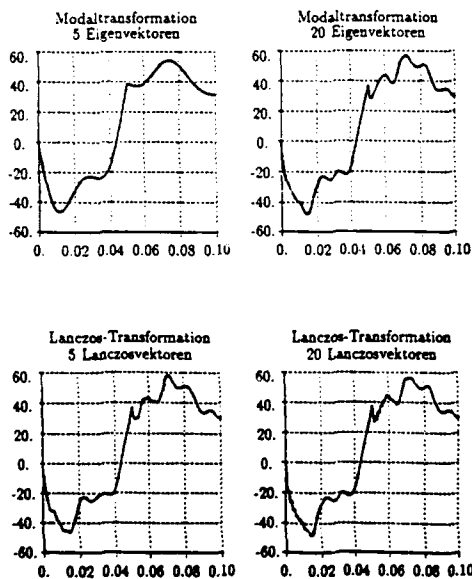 Modaltransformation
5 Eigenvektoren
60.
40.
20.
0.
-20.
-40.
-60.
0. 0.02 0.04 0.06 0.08 0.10
Modaltransformation
20 Eigenvektoren
60.
40.
20.
0.
-20.
-40.
-60.
0. 0.02 0.04 0.06 0.08 0.10
Lanczos-Transformation
5 Lanczosvektoren
60.
40.
20.
0.
-20.
-40.
-60.
0. 0.02 0.04 0.06 0.08 0.10
Lanczos-Transformation
20 Lanczosvektoren
60.
40.
20.
0.
-20.
-40.
-60.
0. 0.02 0.04 0.06 0.08 0.10